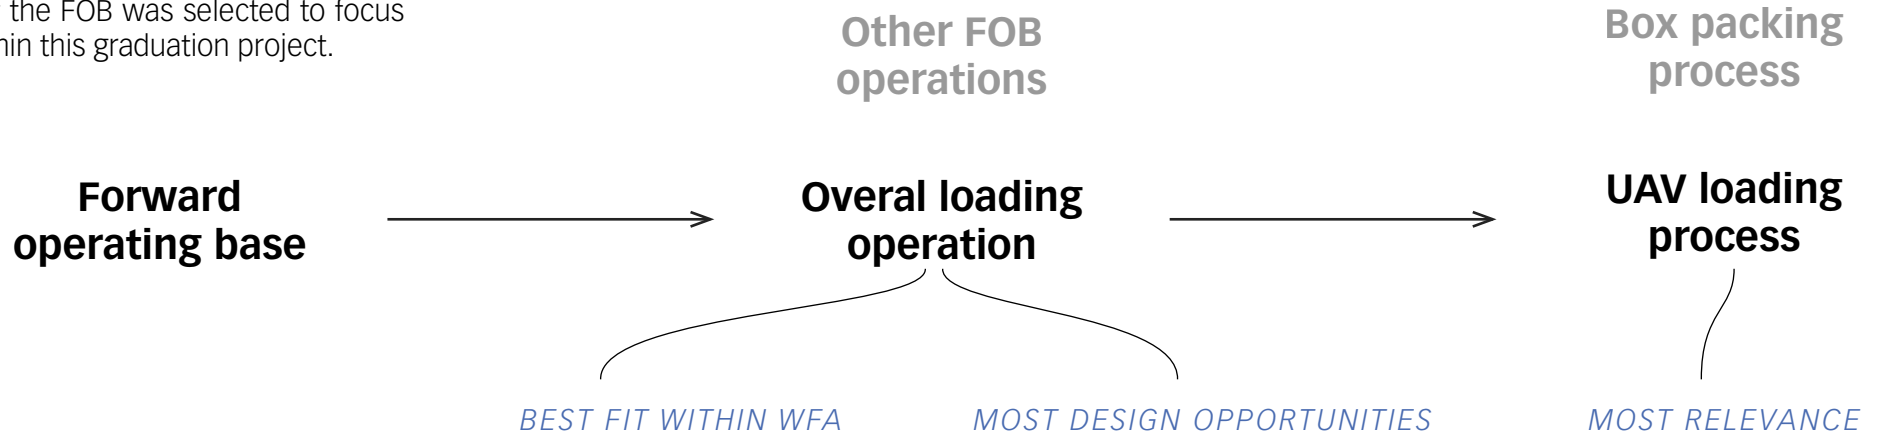 the FOB was selected to focus
this graduation project.
Other FOB
operations
Box packing
process
Forward
operating base
Overal loading
operation
UAV loading
process
BEST FIT WITHIN WFA
MOST DESIGN OPPORTUNITIES
MOST RELEVANCE